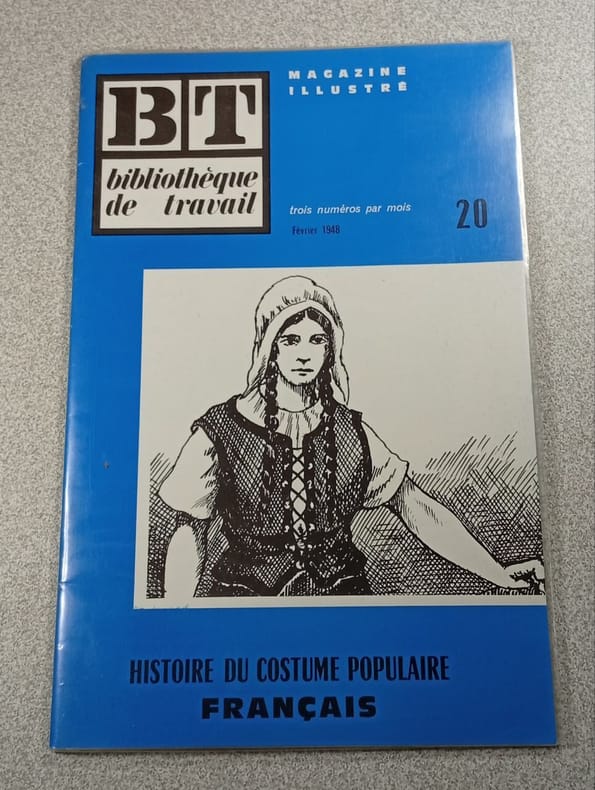 BT
bibliothèque
de travail
MAGAZINE
ILLUSTRÉ
trois numéros par mois
Février 1948
20
HISTOIRE DU COSTUME POPULAIRE
FRANÇAIS